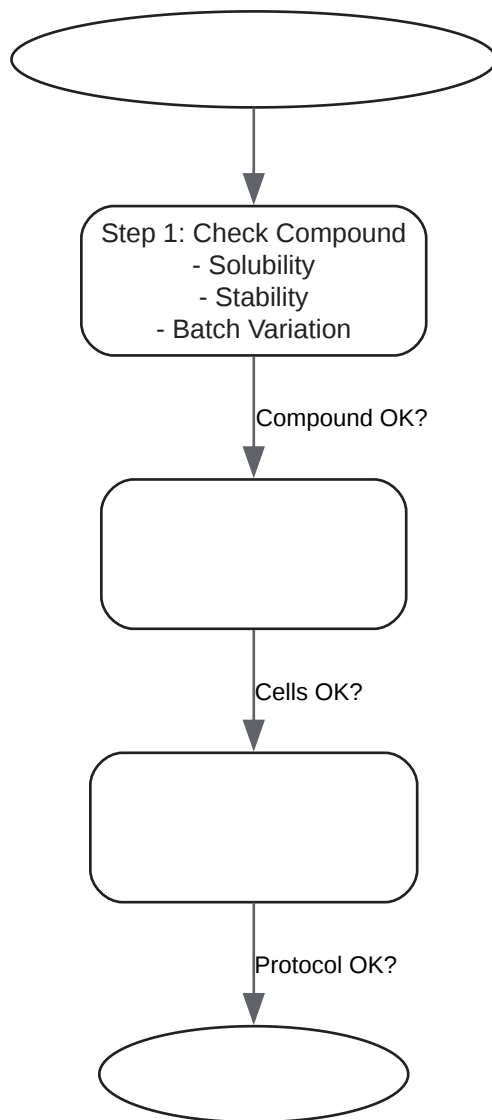 Step 1: Check Compound
- Solubility
- Stability
- Batch Variation
Compound OK?
Cells OK?
Protocol OK?